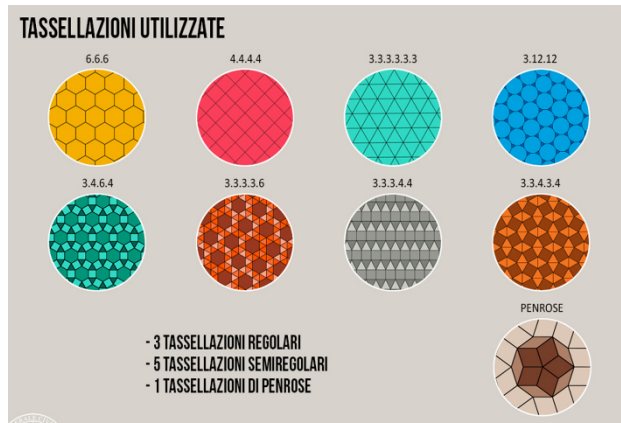 TASSELLAZIONI UTILIZZATE
6.6.6
4.4.4.4
3.3.3.3.3.3
3.12.12
3.4.6.4
3.3.3.3.6
3.3.3.4.4
3.3.4.3.4
PENROSE
- 3 TASSELLAZIONI REGOLARI
- 5 TASSELLAZIONI SEMIREGOLARI
- 1 TASSELLAZIONI DI PENROSE